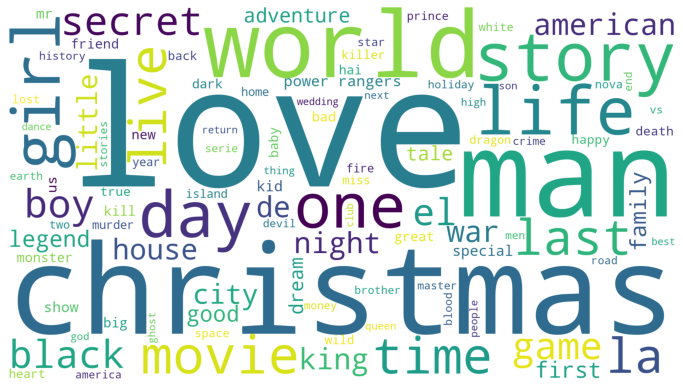 mr
secret
adventure
prince
american
world
white
history
friend
back
star
killer
story
girl
live
love
hai
dark
home
power rangers
holiday
son
nova
end
lost
little
stories
dance
wedding
next
high
life
vs
new
return
serie
baby
bad
tale
dragon
crime
happy
death
earth
us
year
true
island
thing
fire
miss
man
boy
kill
day
kid
de
one
club
el
two
murder
devil
great
war
men
last
family
best
legend
monster
house
night
special
road
christmas
show
big
city
good
dream
brother
master
blood
people
god
ghost
space
money
wild
queen
black
movie
king
time
game
first
la
heart
america